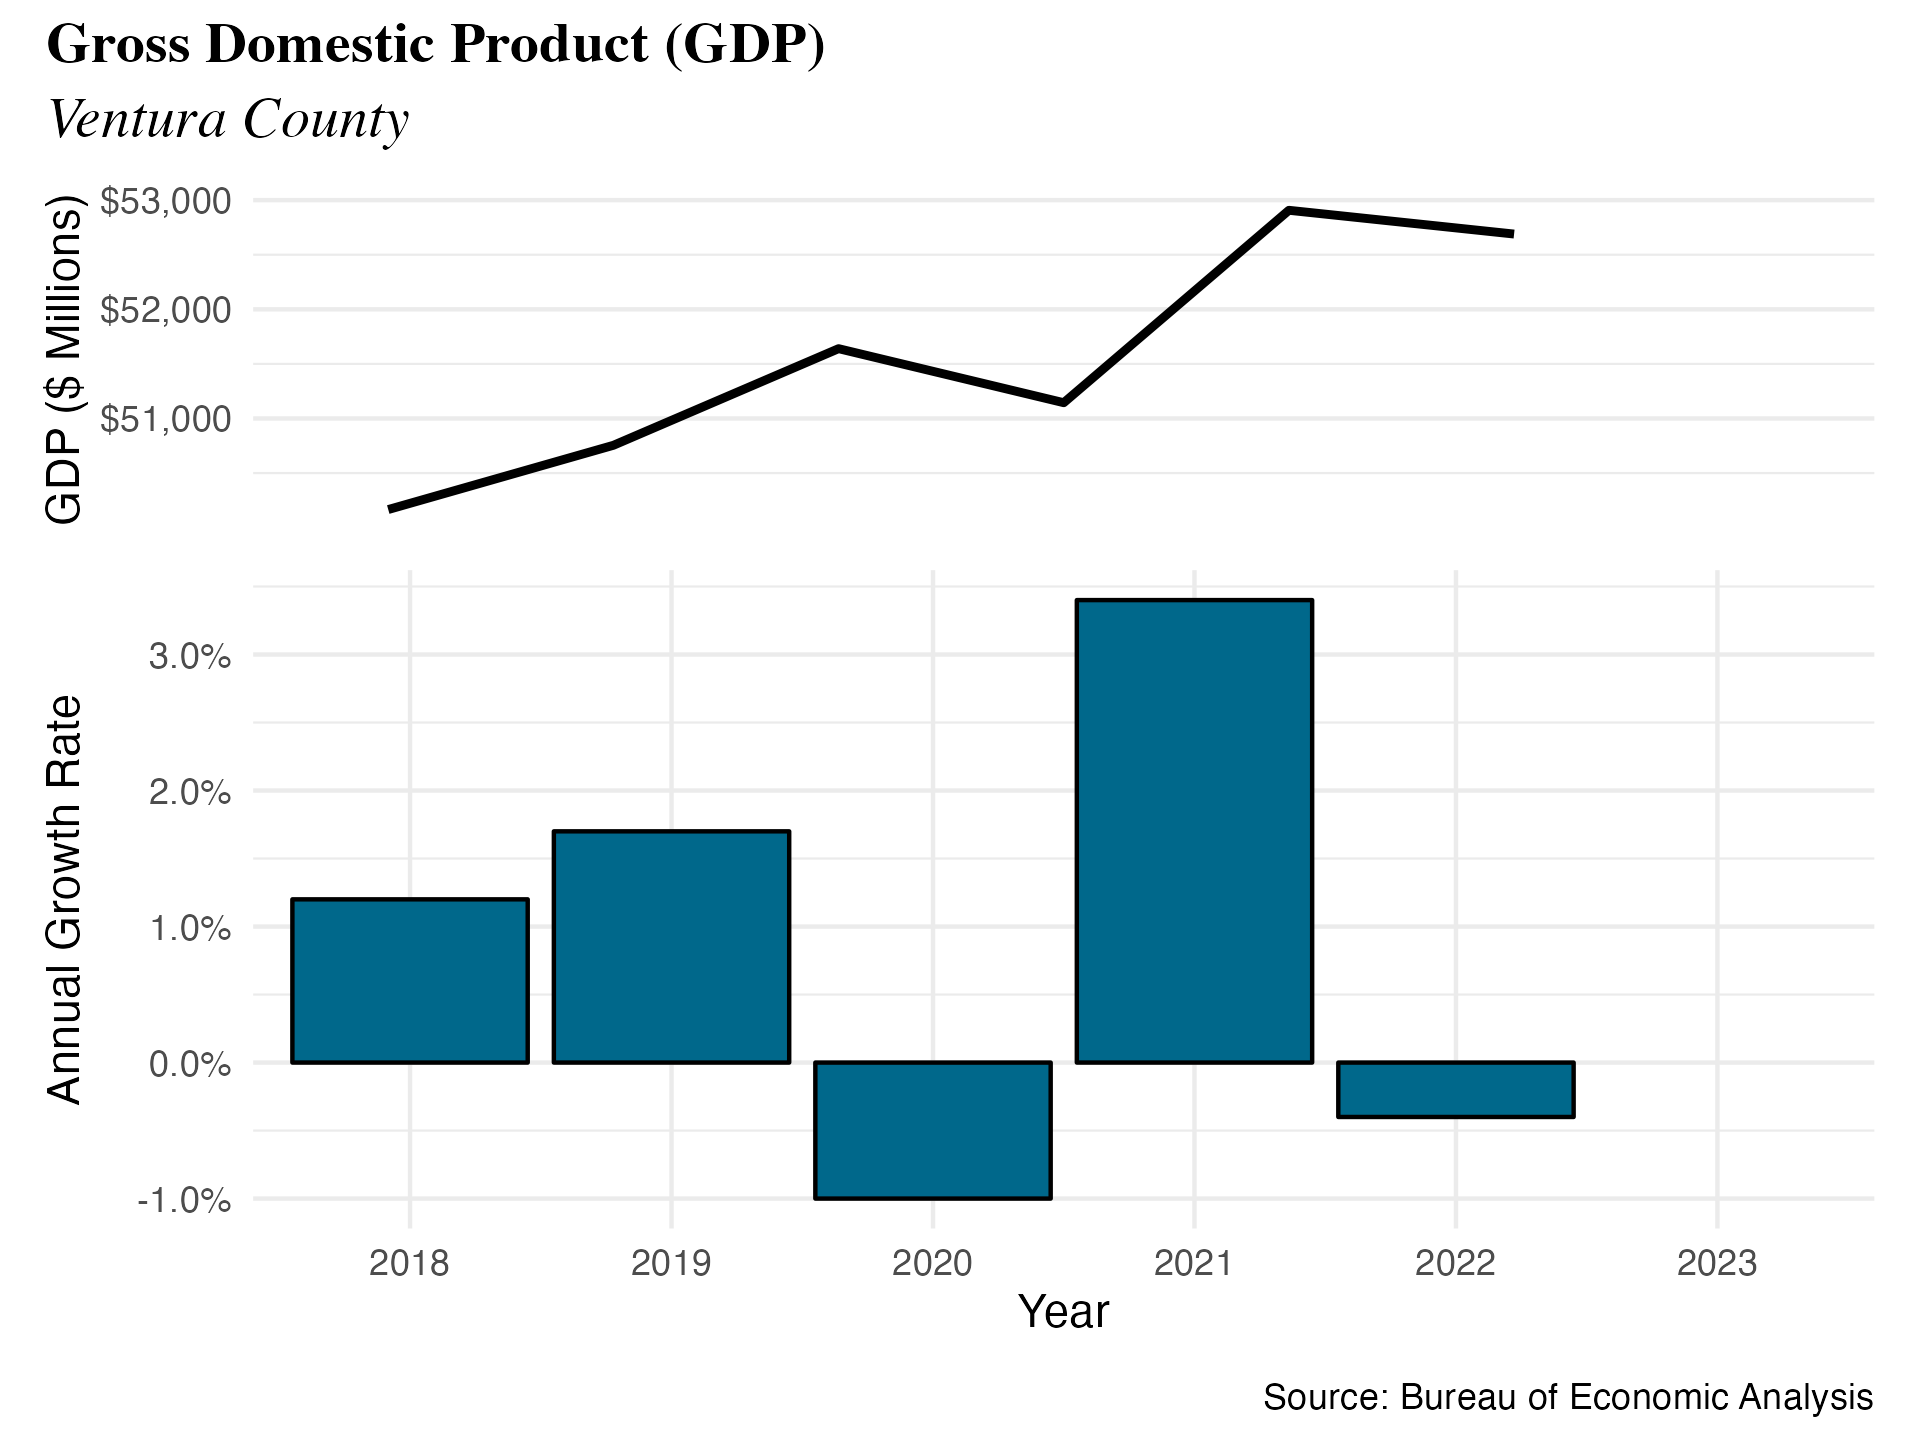 Gross Domestic Product (GDP)
Ventura County
GDP ($ Millions)
$53,000
$52,000
$51,000
Annual Growth Rate
3.0%
2.0%
1.0%
0.0%
-1.0%
2018 2019 2020 2021 2022 2023
Year
Source: Bureau of Economic Analysis